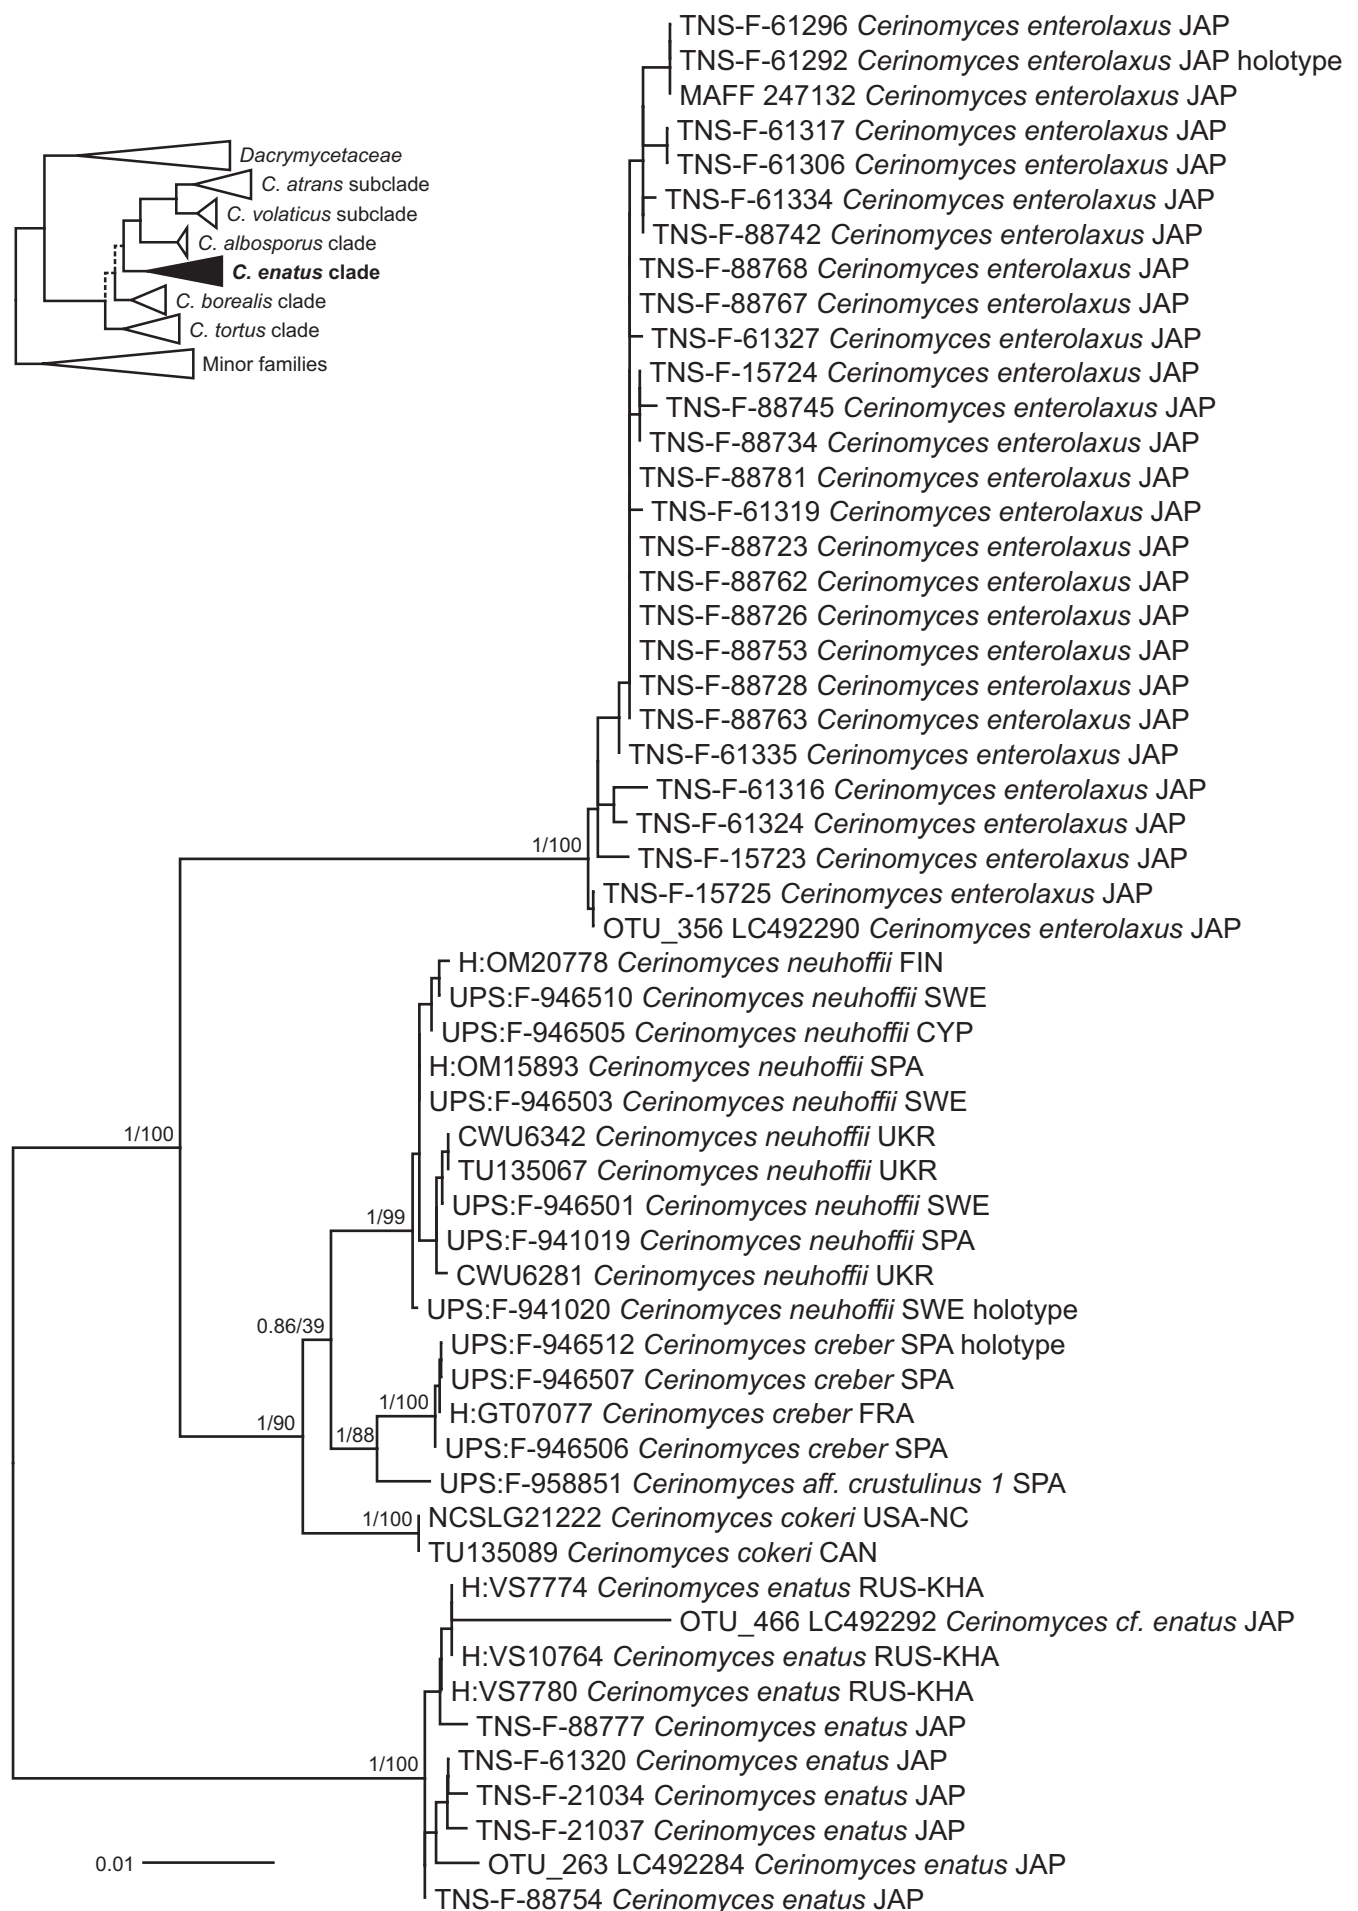 TNS-F-61296 Cerinomyces enterolaxus JAP
TNS-F-61292 Cerinomyces enterolaxus JAP holotype
MAFF 247132 Cerinomyces enterolaxus JAP
TNS-F-61317 Cerinomyces enterolaxus JAP
TNS-F-61306 Cerinomyces enterolaxus JAP
TNS-F-61334 Cerinomyces enterolaxus JAP
TNS-F-88742 Cerinomyces enterolaxus JAP
TNS-F-88768 Cerinomyces enterolaxus JAP
TNS-F-88767 Cerinomyces enterolaxus JAP
TNS-F-61327 Cerinomyces enterolaxus JAP
TNS-F-15724 Cerinomyces enterolaxus JAP
TNS-F-88745 Cerinomyces enterolaxus JAP
TNS-F-88734 Cerinomyces enterolaxus JAP
TNS-F-88781 Cerinomyces enterolaxus JAP
TNS-F-61319 Cerinomyces enterolaxus JAP
TNS-F-88723 Cerinomyces enterolaxus JAP
TNS-F-88762 Cerinomyces enterolaxus JAP
TNS-F-88726 Cerinomyces enterolaxus JAP
TNS-F-88753 Cerinomyces enterolaxus JAP
TNS-F-88728 Cerinomyces enterolaxus JAP
TNS-F-88763 Cerinomyces enterolaxus JAP
TNS-F-61335 Cerinomyces enterolaxus JAP
TNS-F-61316 Cerinomyces enterolaxus JAP
TNS-F-61324 Cerinomyces enterolaxus JAP
TNS-F-15723 Cerinomyces enterolaxus JAP
TNS-F-15725 Cerinomyces enterolaxus JAP
OTU_356 LC492290 Cerinomyces enterolaxus JAP
H:OM20778 Cerinomyces neuhoffii FIN
UPS:F-946510 Cerinomyces neuhoffii SWE
UPS:F-946505 Cerinomyces neuhoffii CYP
H:OM15893 Cerinomyces neuhoffii SPA
UPS:F-946503 Cerinomyces neuhoffii SWE
CWU6342 Cerinomyces neuhoffii UKR
TU135067 Cerinomyces neuhoffii UKR
UPS:F-946501 Cerinomyces neuhoffii SWE
UPS:F-941019 Cerinomyces neuhoffii SPA
CWU6281 Cerinomyces neuhoffii UKR
UPS:F-941020 Cerinomyces neuhoffii SWE holotype
UPS:F-946512 Cerinomyces creber SPA holotype
UPS:F-946507 Cerinomyces creber SPA
H:GT07077 Cerinomyces creber FRA
UPS:F-946506 Cerinomyces creber SPA
UPS:F-958851 Cerinomyces aff. crustulinus 1 SPA
NCSLG21222 Cerinomyces cokeri USA-NC
TU135089 Cerinomyces cokeri CAN
H:VS7774 Cerinomyces enatus RUS-KHA
OTU_466 LC492292 Cerinomyces cf. enatus JAP
H:VS10764 Cerinomyces enatus RUS-KHA
H:VS7780 Cerinomyces enatus RUS-KHA
TNS-F-88777 Cerinomyces enatus JAP
TNS-F-61320 Cerinomyces enatus JAP
TNS-F-21034 Cerinomyces enatus JAP
TNS-F-21037 Cerinomyces enatus JAP
OTU_263 LC492284 Cerinomyces enatus JAP
TNS-F-88754 Cerinomyces enatus JAP
Dacrymycetaceae
C. atrans subclade
C. volaticus subclade
C. albosporus clade
C. enatus clade
C. borealis clade
C. tortus clade
Minor families
1/100
1/100
1/99
0.86/39
1/100
1/90
1/88
1/100
1/100
0.01